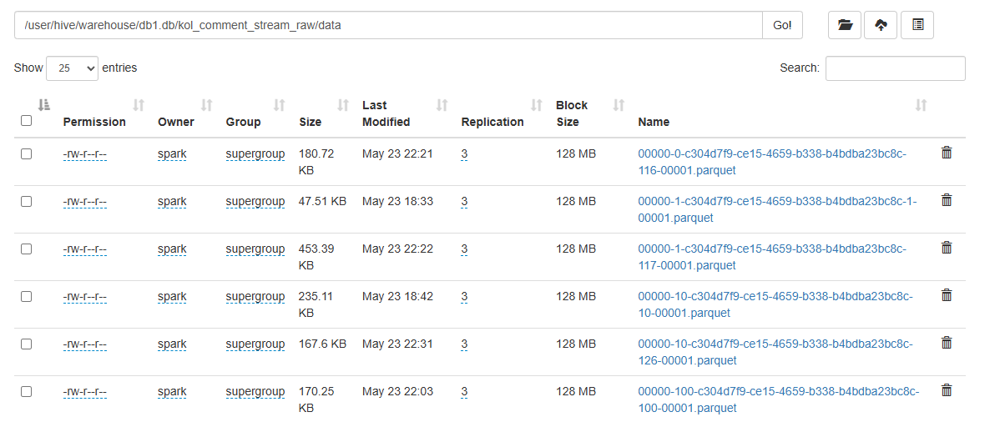 /user/hive/warehouse/db1.db/kol_comment_stream_raw/data Go!
Show 25 entries Search:
Permission Owner Group Size Last Modified Replication Block Size Name
-rw-r--r-- spark supergroup 180.72 KB May 23 22:21 3 128 MB 00000-0-c304d7f9-ce15-4659-b338-b4bdba23bc8c-116-00001.parquet
-rw-r--r-- spark supergroup 47.51 KB May 23 18:33 3 128 MB 00000-1-c304d7f9-ce15-4659-b338-b4bdba23bc8c-1-00001.parquet
-rw-r--r-- spark supergroup 453.39 KB May 23 22:22 3 128 MB 00000-1-c304d7f9-ce15-4659-b338-b4bdba23bc8c-117-00001.parquet
-rw-r--r-- spark supergroup 235.11 KB May 23 18:42 3 128 MB 00000-10-c304d7f9-ce15-4659-b338-b4bdba23bc8c-10-00001.parquet
-rw-r--r-- spark supergroup 167.6 KB May 23 22:31 3 128 MB 00000-10-c304d7f9-ce15-4659-b338-b4bdba23bc8c-126-00001.parquet
-rw-r--r-- spark supergroup 170.25 KB May 23 22:03 3 128 MB 00000-100-c304d7f9-ce15-4659-b338-b4bdba23bc8c-100-00001.parquet